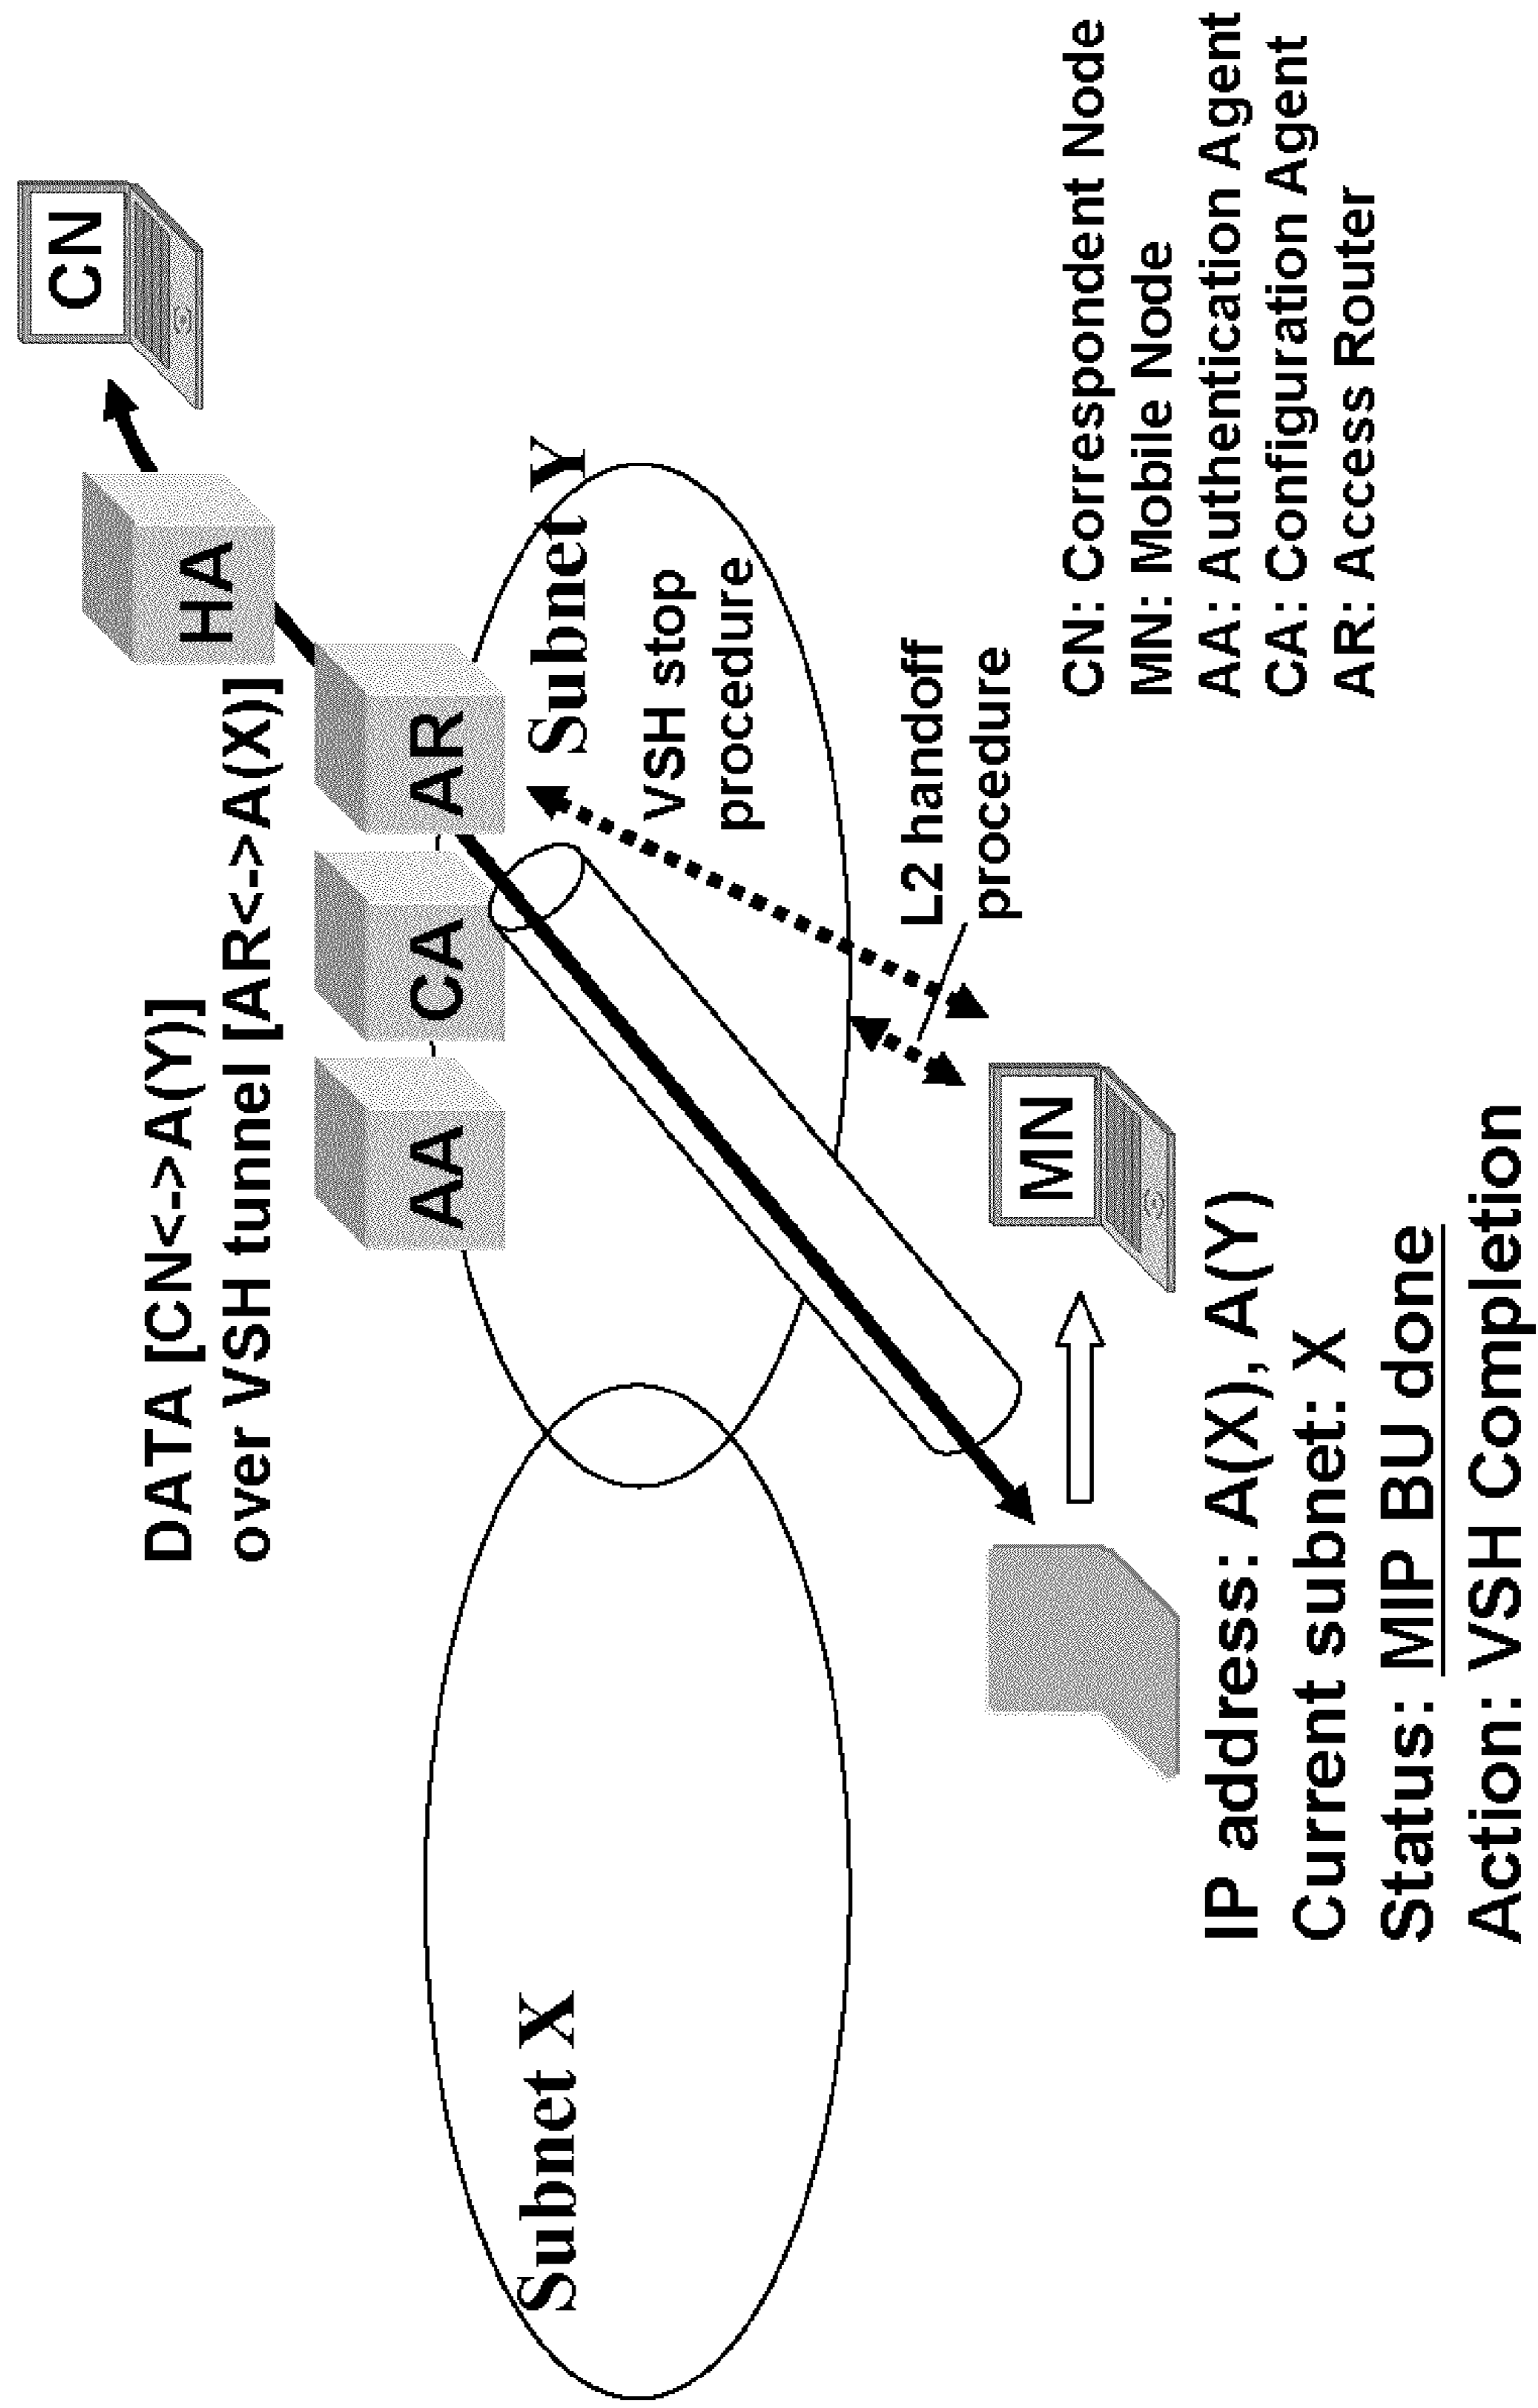 CN
HA
DATA [CN<->A(Y)]
over VSH tunnel [AR<->A(X)]
AA
CA
AR
Subnet X
Subnet Y
VSH stop
procedure
L2 handoff
procedure
MN
IP address: A(X), A(Y)
Current subnet: X
Status: MIP BU done
Action: VSH Completion
CN: Correspondent Node
MN: Mobile Node
AA: Authentication Agent
CA: Configuration Agent
AR: Access Router